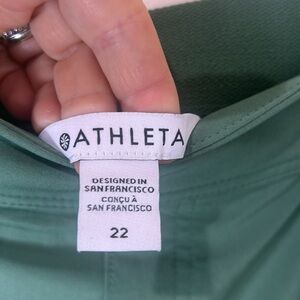 ATHLETA
DESIGNED IN
SAN FRANCISCO
CONÇU À
SAN FRANCISCO
22